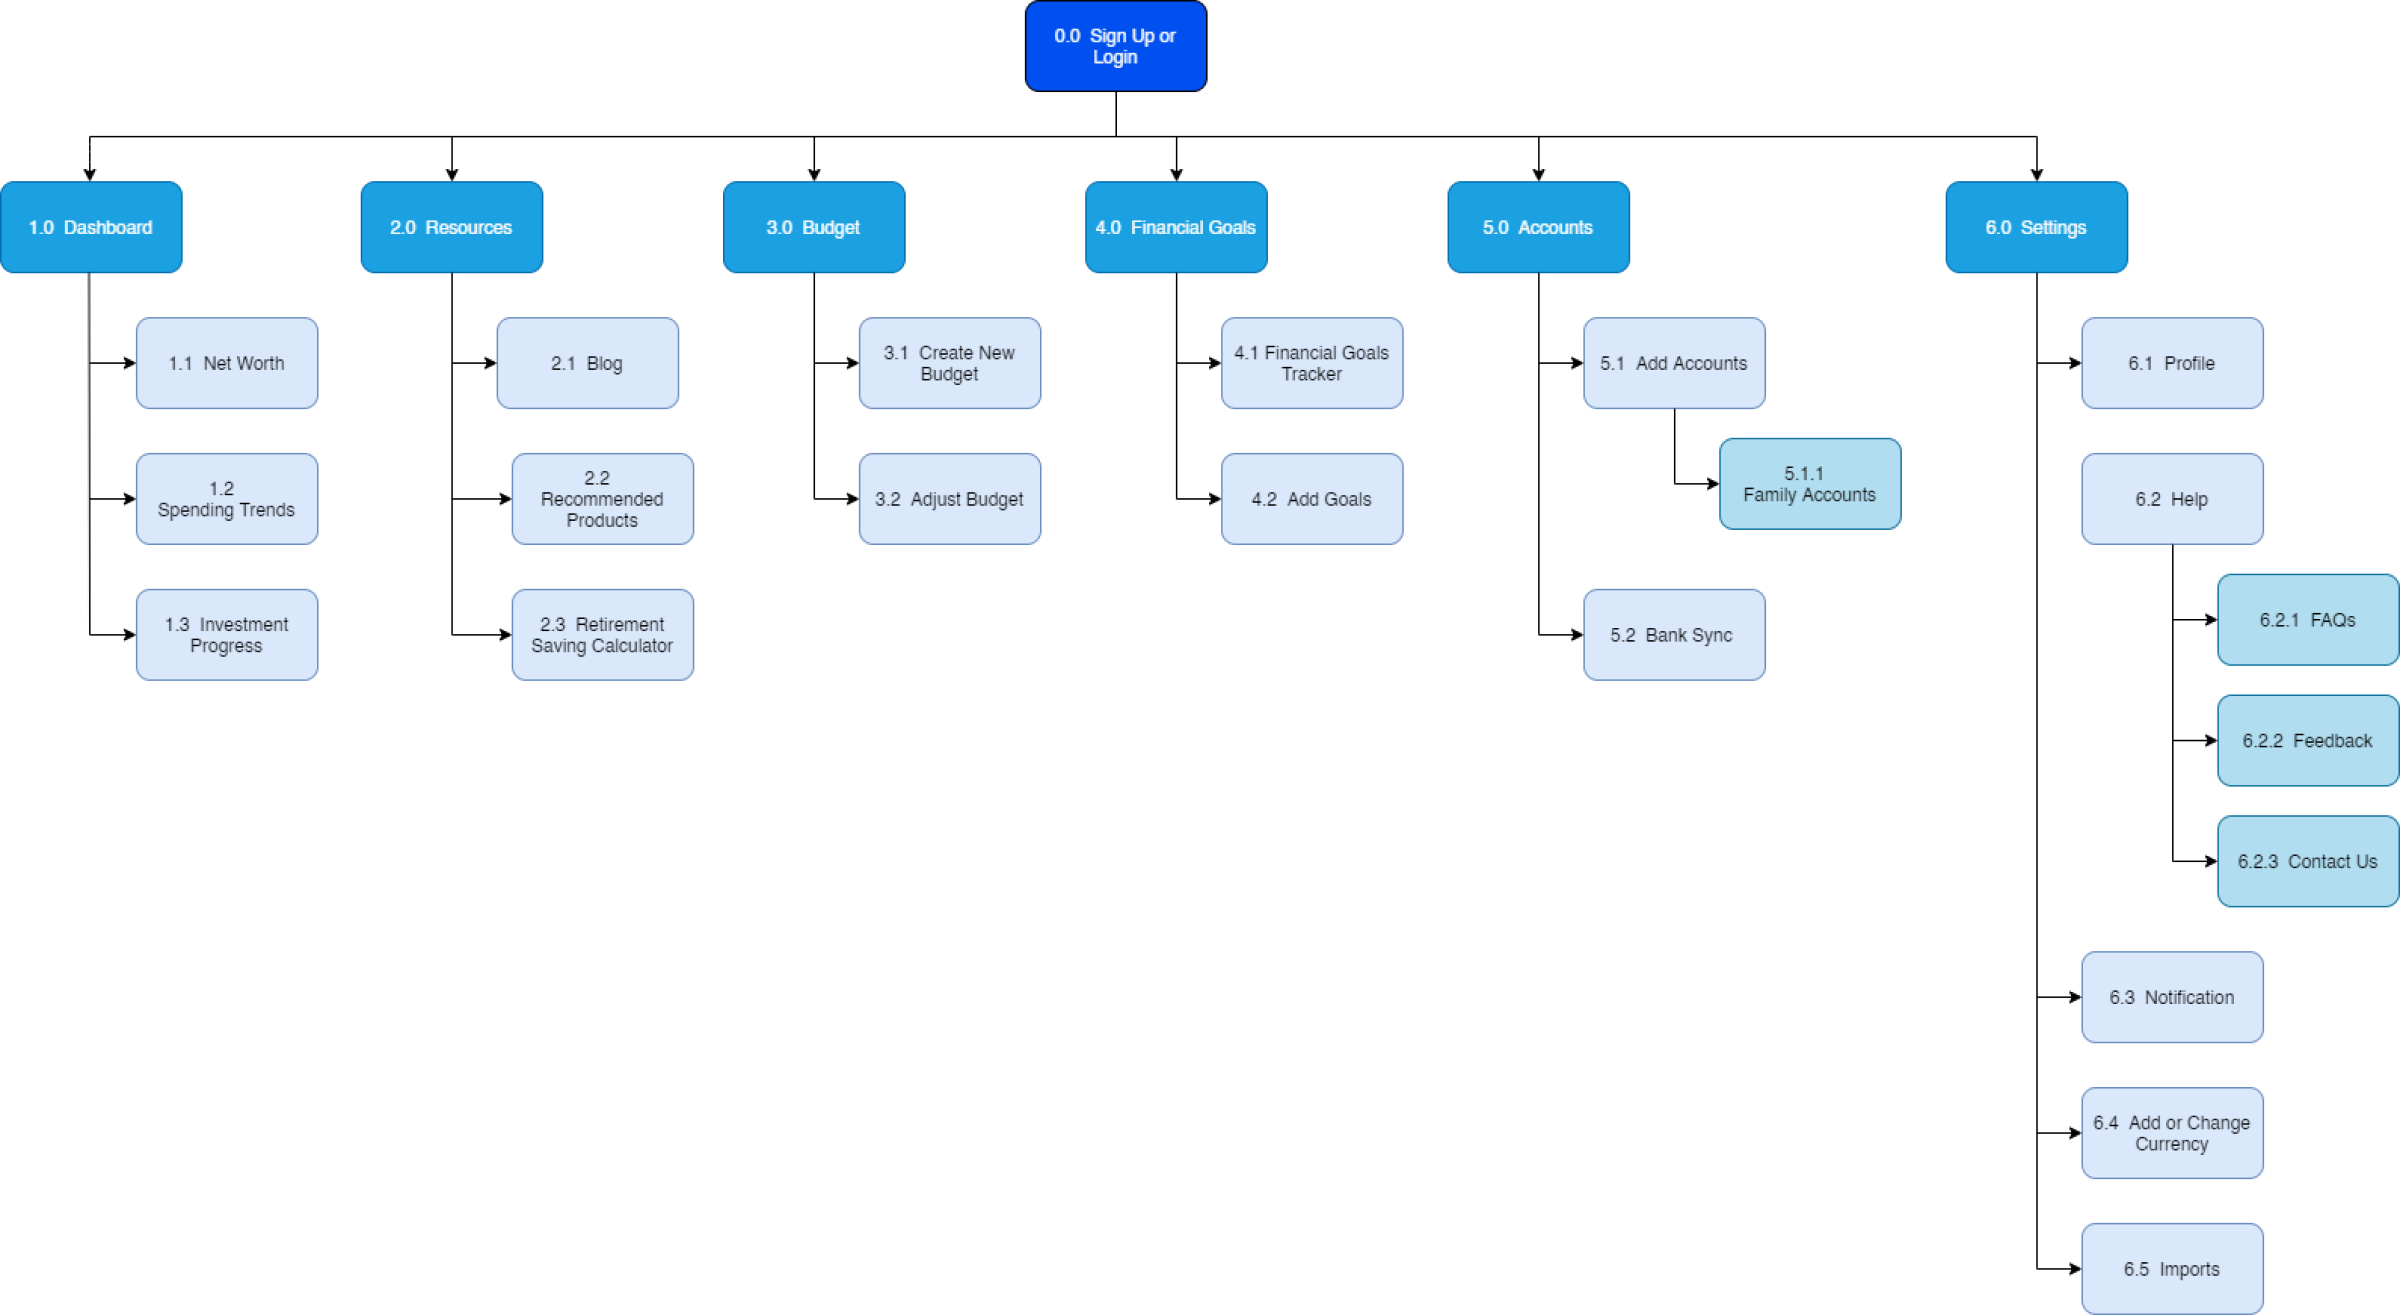 0.0 Sign Up or
Login
1.0 Dashboard
2.0 Resources
3.0 Budget
4.0 Financial Goals
5.0 Accounts
6.0 Settings
1.1 Net Worth
1.2
Spending Trends
1.3 Investment
Progress
2.1 Blog
2.2
Recommended
Products
2.3 Retirement
Saving Calculator
3.1 Create New
Budget
3.2 Adjust Budget
4.1 Financial Goals
Tracker
4.2 Add Goals
5.1 Add Accounts
5.1.1
Family Accounts
5.2 Bank Sync
6.1 Profile
6.2 Help
6.2.1 FAQs
6.2.2 Feedback
6.2.3 Contact Us
6.3 Notification
6.4 Add or Change
Currency
6.5 Imports